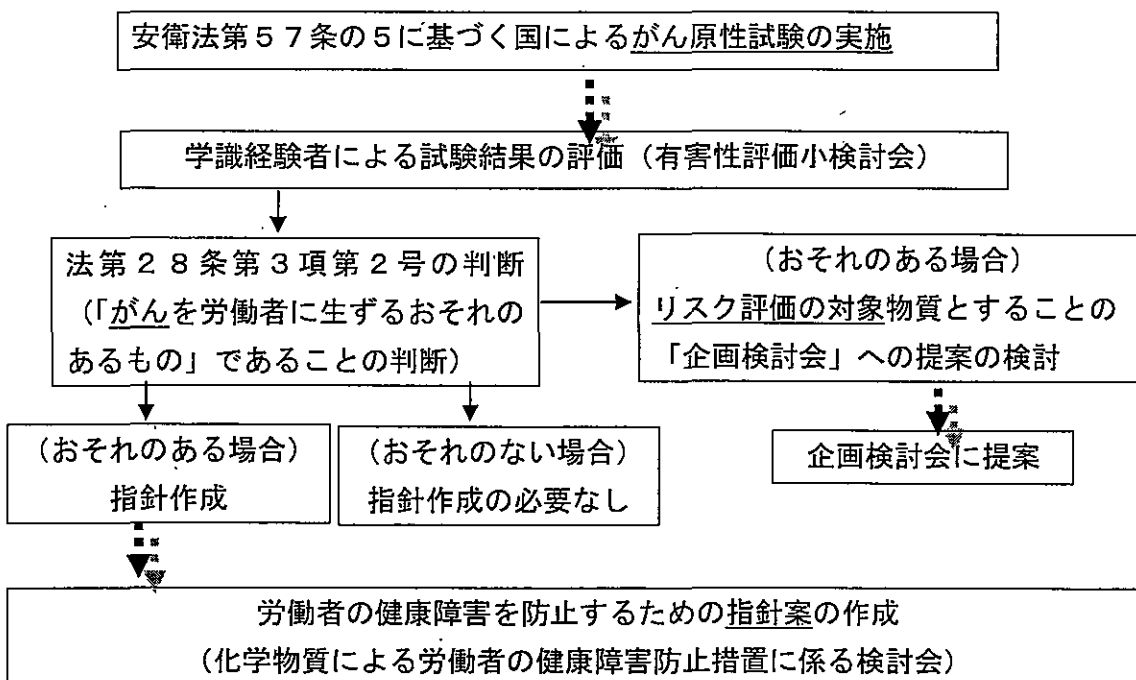 安衛法第５７条の５に基づく国によるがん原性試験の実施
学識経験者による試験結果の評価（有害性評価小検討会）
法第２８条第３項第２号の判断
（「がんを労働者に生ずるおそれの
あるもの」であることの判断）
（おそれのある場合）
リスク評価の対象物質とすることの
「企画検討会」への提案の検討
（おそれのある場合）
指針作成
（おそれのない場合）
指針作成の必要なし
企画検討会に提案
労働者の健康障害を防止するための指針案の作成
（化学物質による労働者の健康障害防止措置に係る検討会）